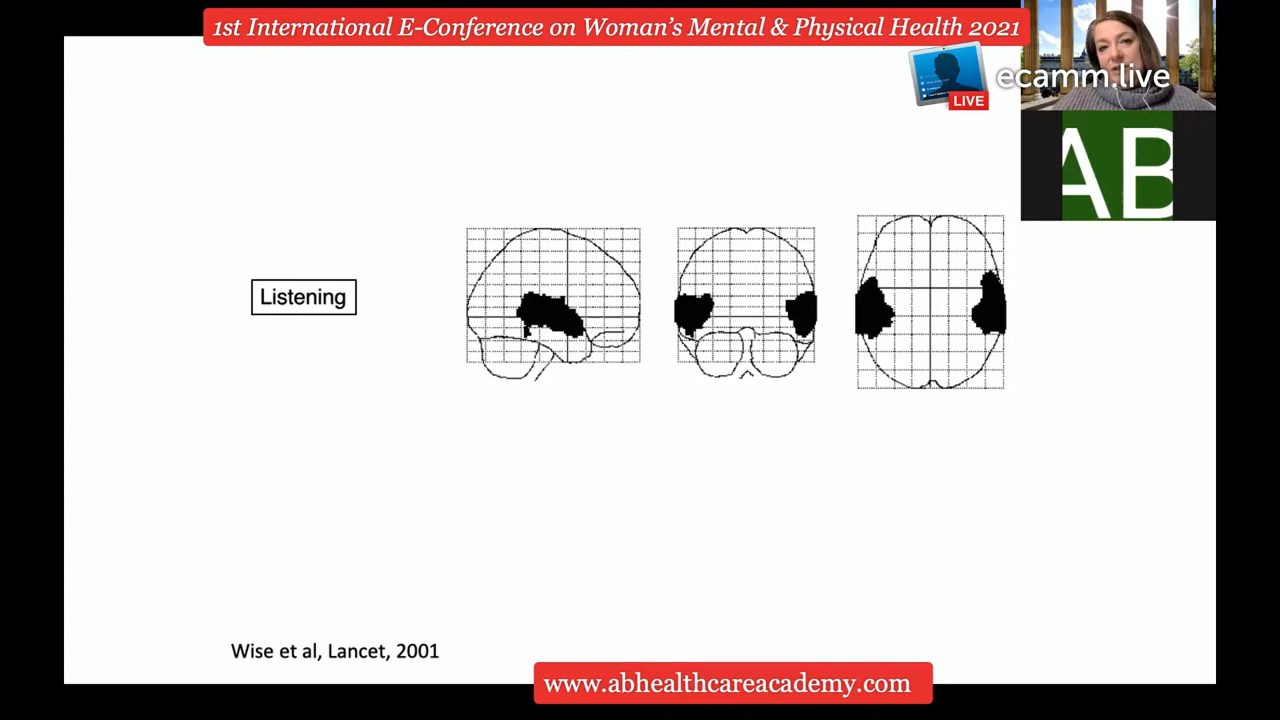 1st International E-Conference on Woman's Mental & Physical Health 2021
ecamm.live
LIVE
AB
Listening
Wise et al, Lancet, 2001
www.abhealthcareacademy.com